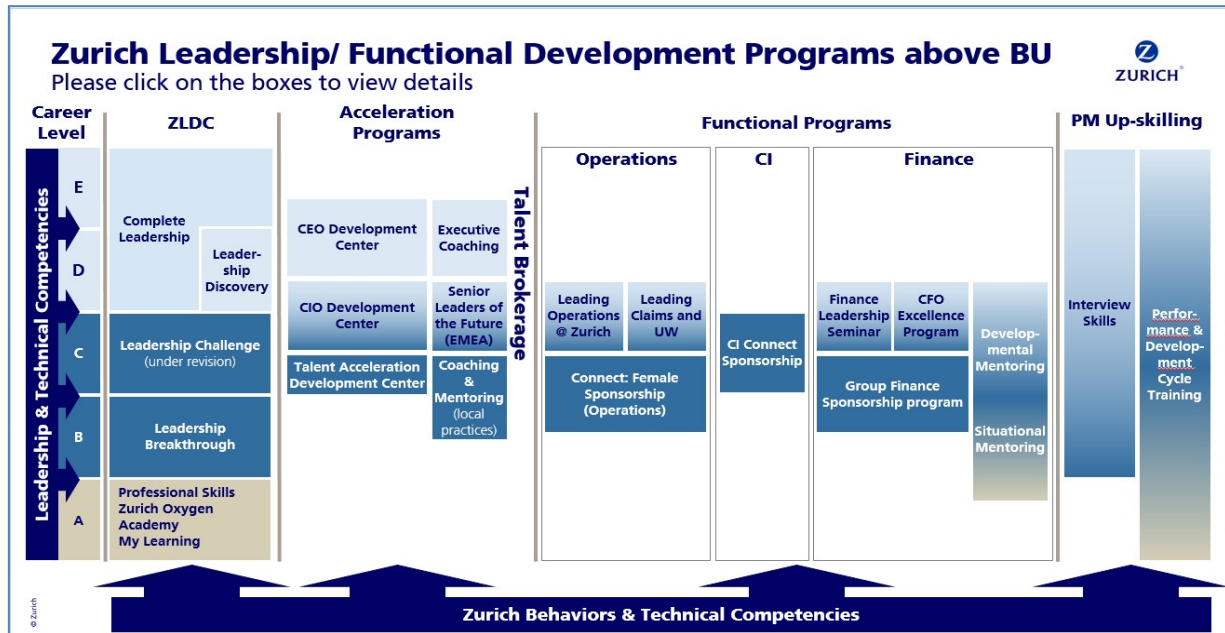 Zurich Leadership/ Functional Development Programs above BU
Please click on the boxes to view details
ZURICH
Career
Level
ZLDC
Acceleration
Programs
Functional Programs
PM Up-skilling
Leadership & Technical Competencies
E
D
C
B
A
Complete
Leadership
Leader-
ship
Discovery
Leadership Challenge
(under revision)
Leadership
Breakthrough
Professional Skills
Zurich Oxygen
Academy
My Learning
CEO Development
Center
Executive
Coaching
CIO Development
Center
Senior
Leaders of
the Future
(EMEA)
Talent Acceleration
Development Center
Coaching
&
Mentoring
(local
practices)
Talent Brokerage
Operations
Leading
Operations
@ Zurich
Leading
Claims and
UW
Connect: Female
Sponsorship
(Operations)
CI
CI Connect
Sponsorship
Finance
Finance
Leadership
Seminar
CFO
Excellence
Program
Group Finance
Sponsorship program
Develop-
mental
Mentoring
Situational
Mentoring
Interview
Skills
Perfor-
mance &
Develop-
ment
Cycle
Training
Zurich Behaviors & Technical Competencies
© Zurich